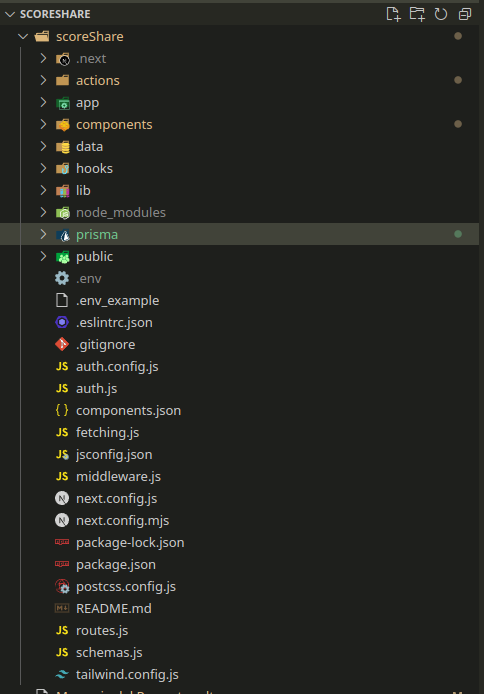 SCORESHARE
scoreShare
.next
actions
app
components
data
hooks
lib
node_modules
prisma
public
.env
.env_example
.eslintrc.json
.gitignore
JS auth.config.js
JS auth.js
{ } components.json
JS fetching.js
JS jsconfig.json
JS middleware.js
N next.config.js
N next.config.mjs
npm package-lock.json
npm package.json
postcss.config.js
M↓ README.md
JS routes.js
JS schemas.js
tailwind.config.js